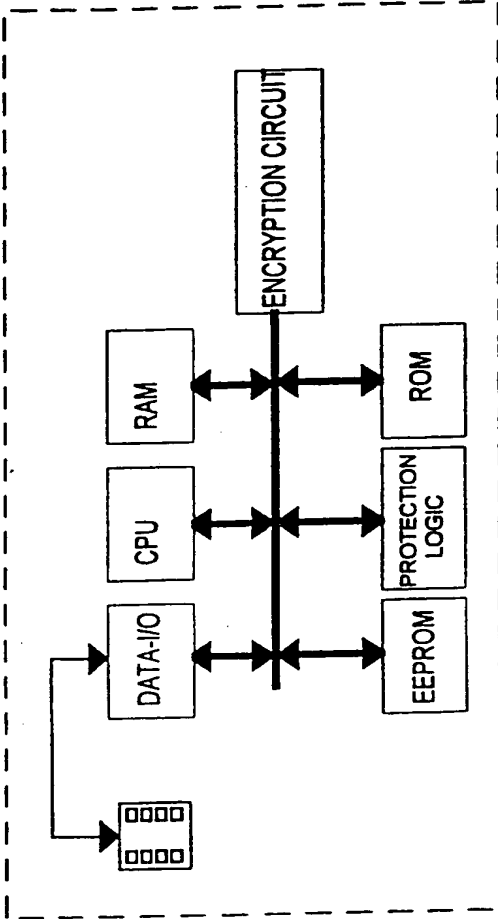 DATA-I/O
CPU
RAM
ENCRYPTION CIRCUIT
EEPROM
PROTECTION
LOGIC
ROM